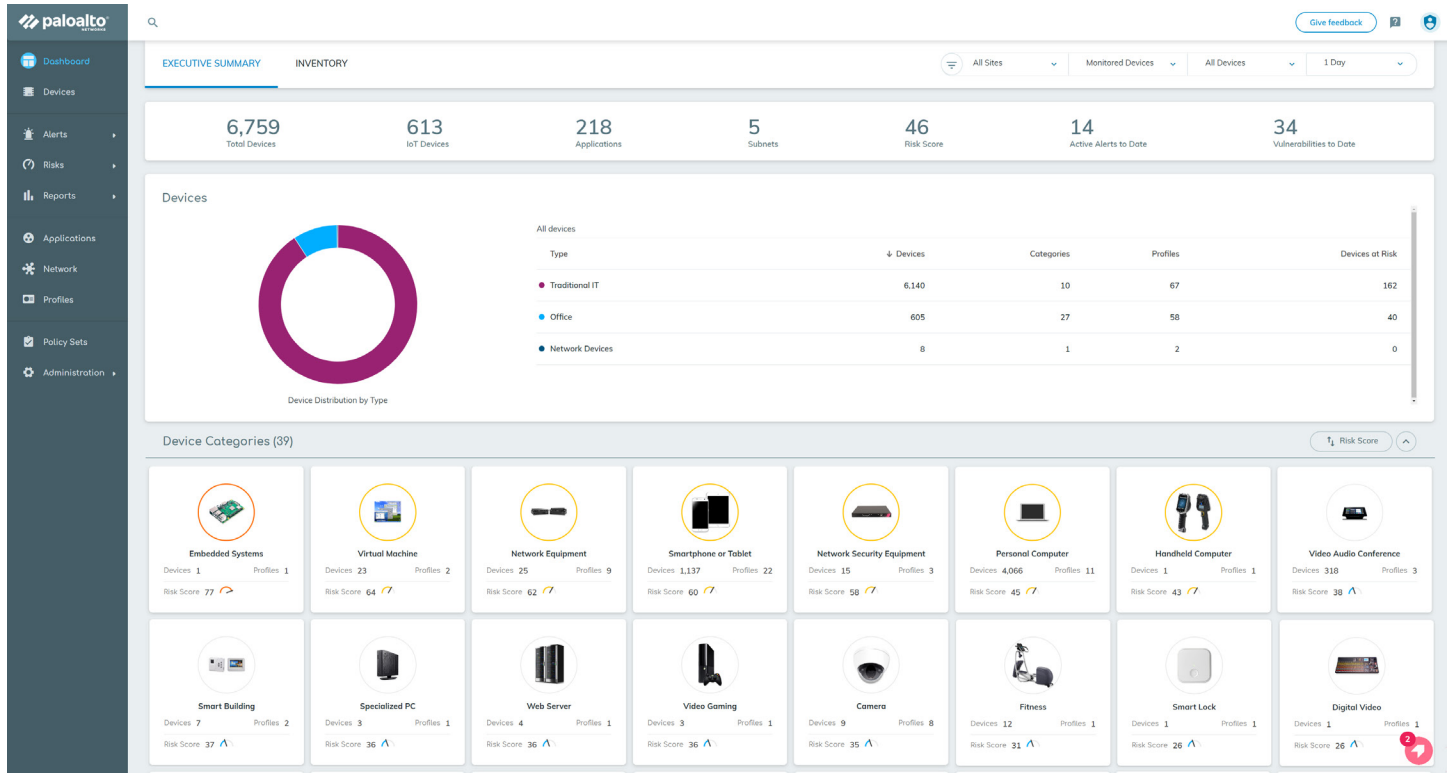 paloalto
NETWORKS
Give feedback
Dashboard
Devices
Alerts
Risks
Reports
Applications
Network
Profiles
Policy Sets
Administration
EXECUTIVE SUMMARY INVENTORY
All Sites Monitored Devices All Devices 1 Day
6,759 613 218 5 46 14 34
Total Devices IoT Devices Applications Subnets Risk Score Active Alerts to Date Vulnerabilities to Date
Devices
Device Distribution by Type
All devices
Type Devices Categories Profiles Devices at Risk
Traditional IT 6,140 10 67 162
Office 605 27 58 40
Network Devices 8 1 2 0
Device Categories (39) Risk Score
Embedded Systems Virtual Machine Network Equipment Smartphone or Tablet Network Security Equipment Personal Computer Handheld Computer Video Audio Conference
Devices 1 Profiles 1 Devices 23 Profiles 2 Devices 25 Profiles 9 Devices 1,137 Profiles 22 Devices 15 Profiles 3 Devices 4,066 Profiles 11 Devices 1 Profiles 1 Devices 318 Profiles 3
Risk Score 77 Risk Score 64 Risk Score 62 Risk Score 60 Risk Score 58 Risk Score 45 Risk Score 43 Risk Score 38
Smart Building Specialized PC Web Server Video Gaming Camera Fitness Smart Lock Digital Video
Devices 7 Profiles 2 Devices 3 Profiles 1 Devices 4 Profiles 1 Devices 3 Profiles 1 Devices 9 Profiles 8 Devices 12 Profiles 1 Devices 1 Profiles 1 Devices 1 Profiles 1
Risk Score 37 Risk Score 36 Risk Score 36 Risk Score 36 Risk Score 35 Risk Score 31 Risk Score 26 Risk Score 26
2